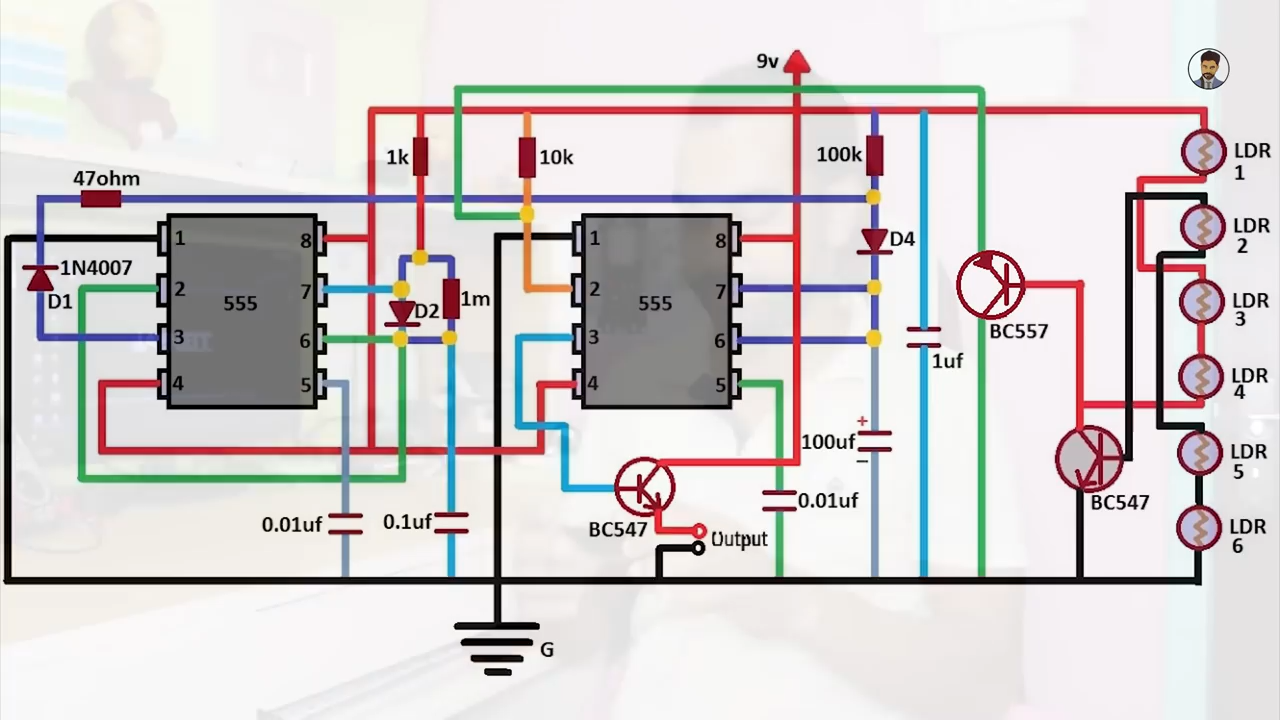 9v
1k
10k
100k
LDR
1
47ohm
LDR
2
1
8
1
8
D4
1N4007
D1
2
555
7
D2
1m
2
555
7
LDR
3
BC557
3
6
3
6
1uf
4
5
4
5
LDR
4
+
100uf
–
LDR
5
0.01uf
0.1uf
BC547
Output
0.01uf
BC547
LDR
6
G